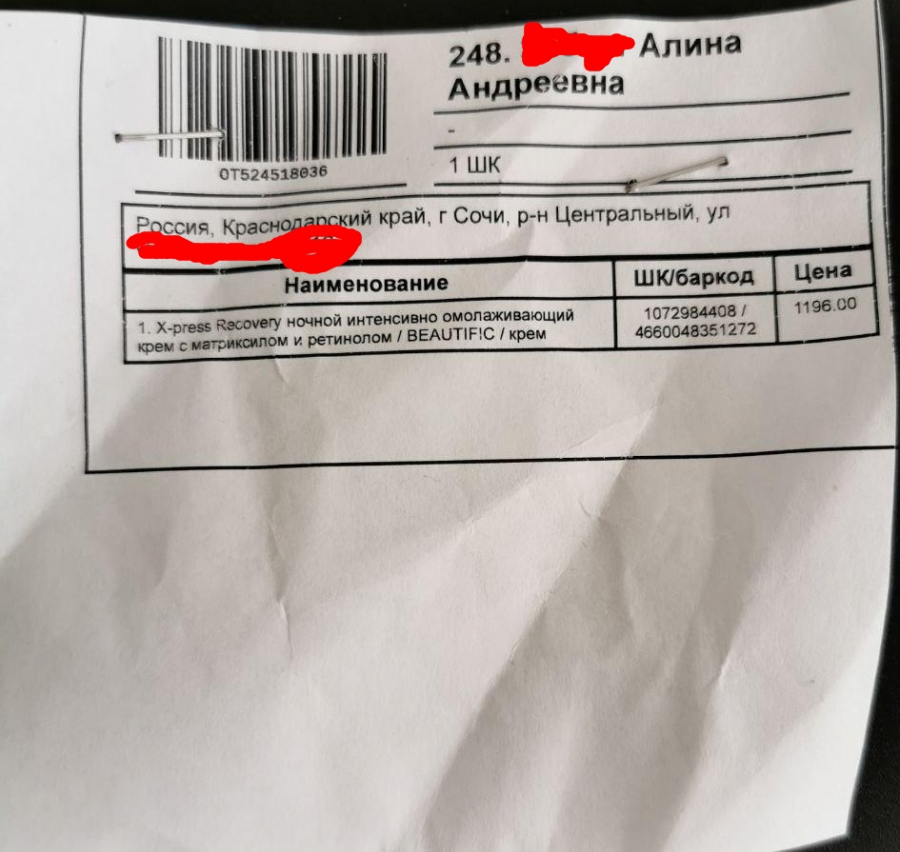 248. Алина
Андреевна
-
1 ШК
OT524518036
Россия, Краснодарский край, г Сочи, р-н Центральный, ул
Наименование ШК/баркод Цена
1. X-press Recovery ночной интенсивно омолаживающий
крем с матриксилом и ретинолом / BEAUTIF!C / крем
1072984408 /
4660048351272
1196.00